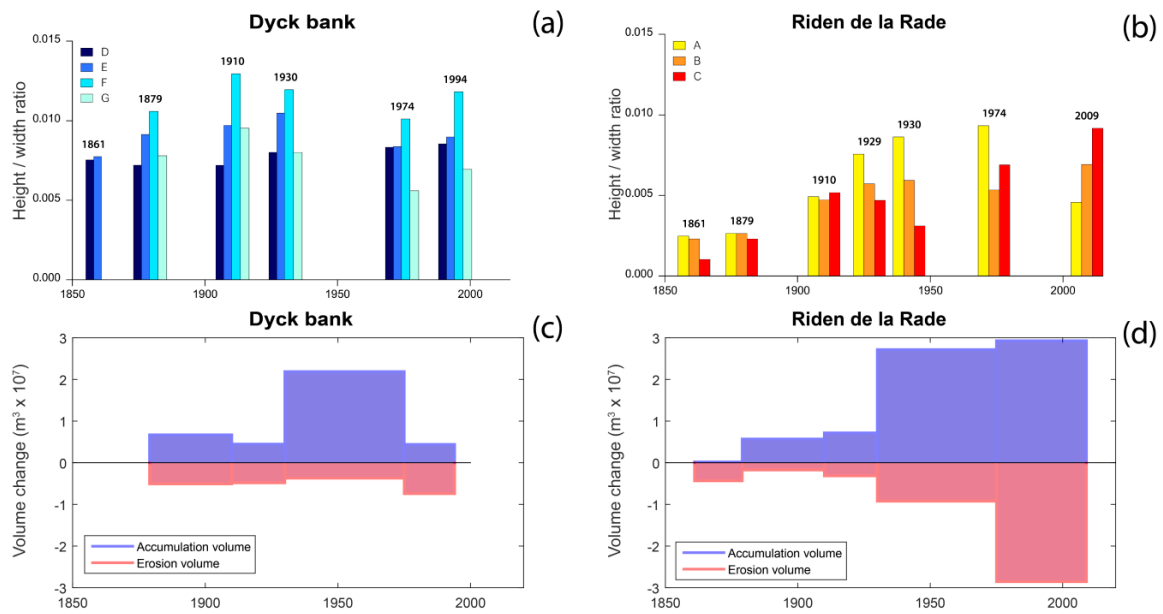 Dyck bank
(a)
Height / width ratio
0.015
0.010
0.005
0.000
D
E
F
G
1861
1879
1910
1930
1974
1994
1850
1900
1950
2000
Riden de la Rade
(b)
Height / width ratio
0.015
0.010
0.005
0.000
A
B
C
1861
1879
1910
1929
1930
1974
2009
1850
1900
1950
2000
Dyck bank
(c)
Volume change (m³ x 10⁷)
3
2
1
0
-1
-2
-3
Accumulation volume
Erosion volume
1850
1900
1950
2000
Riden de la Rade
(d)
Volume change (m³ x 10⁷)
3
2
1
0
-1
-2
-3
Accumulation volume
Erosion volume
1850
1900
1950
2000